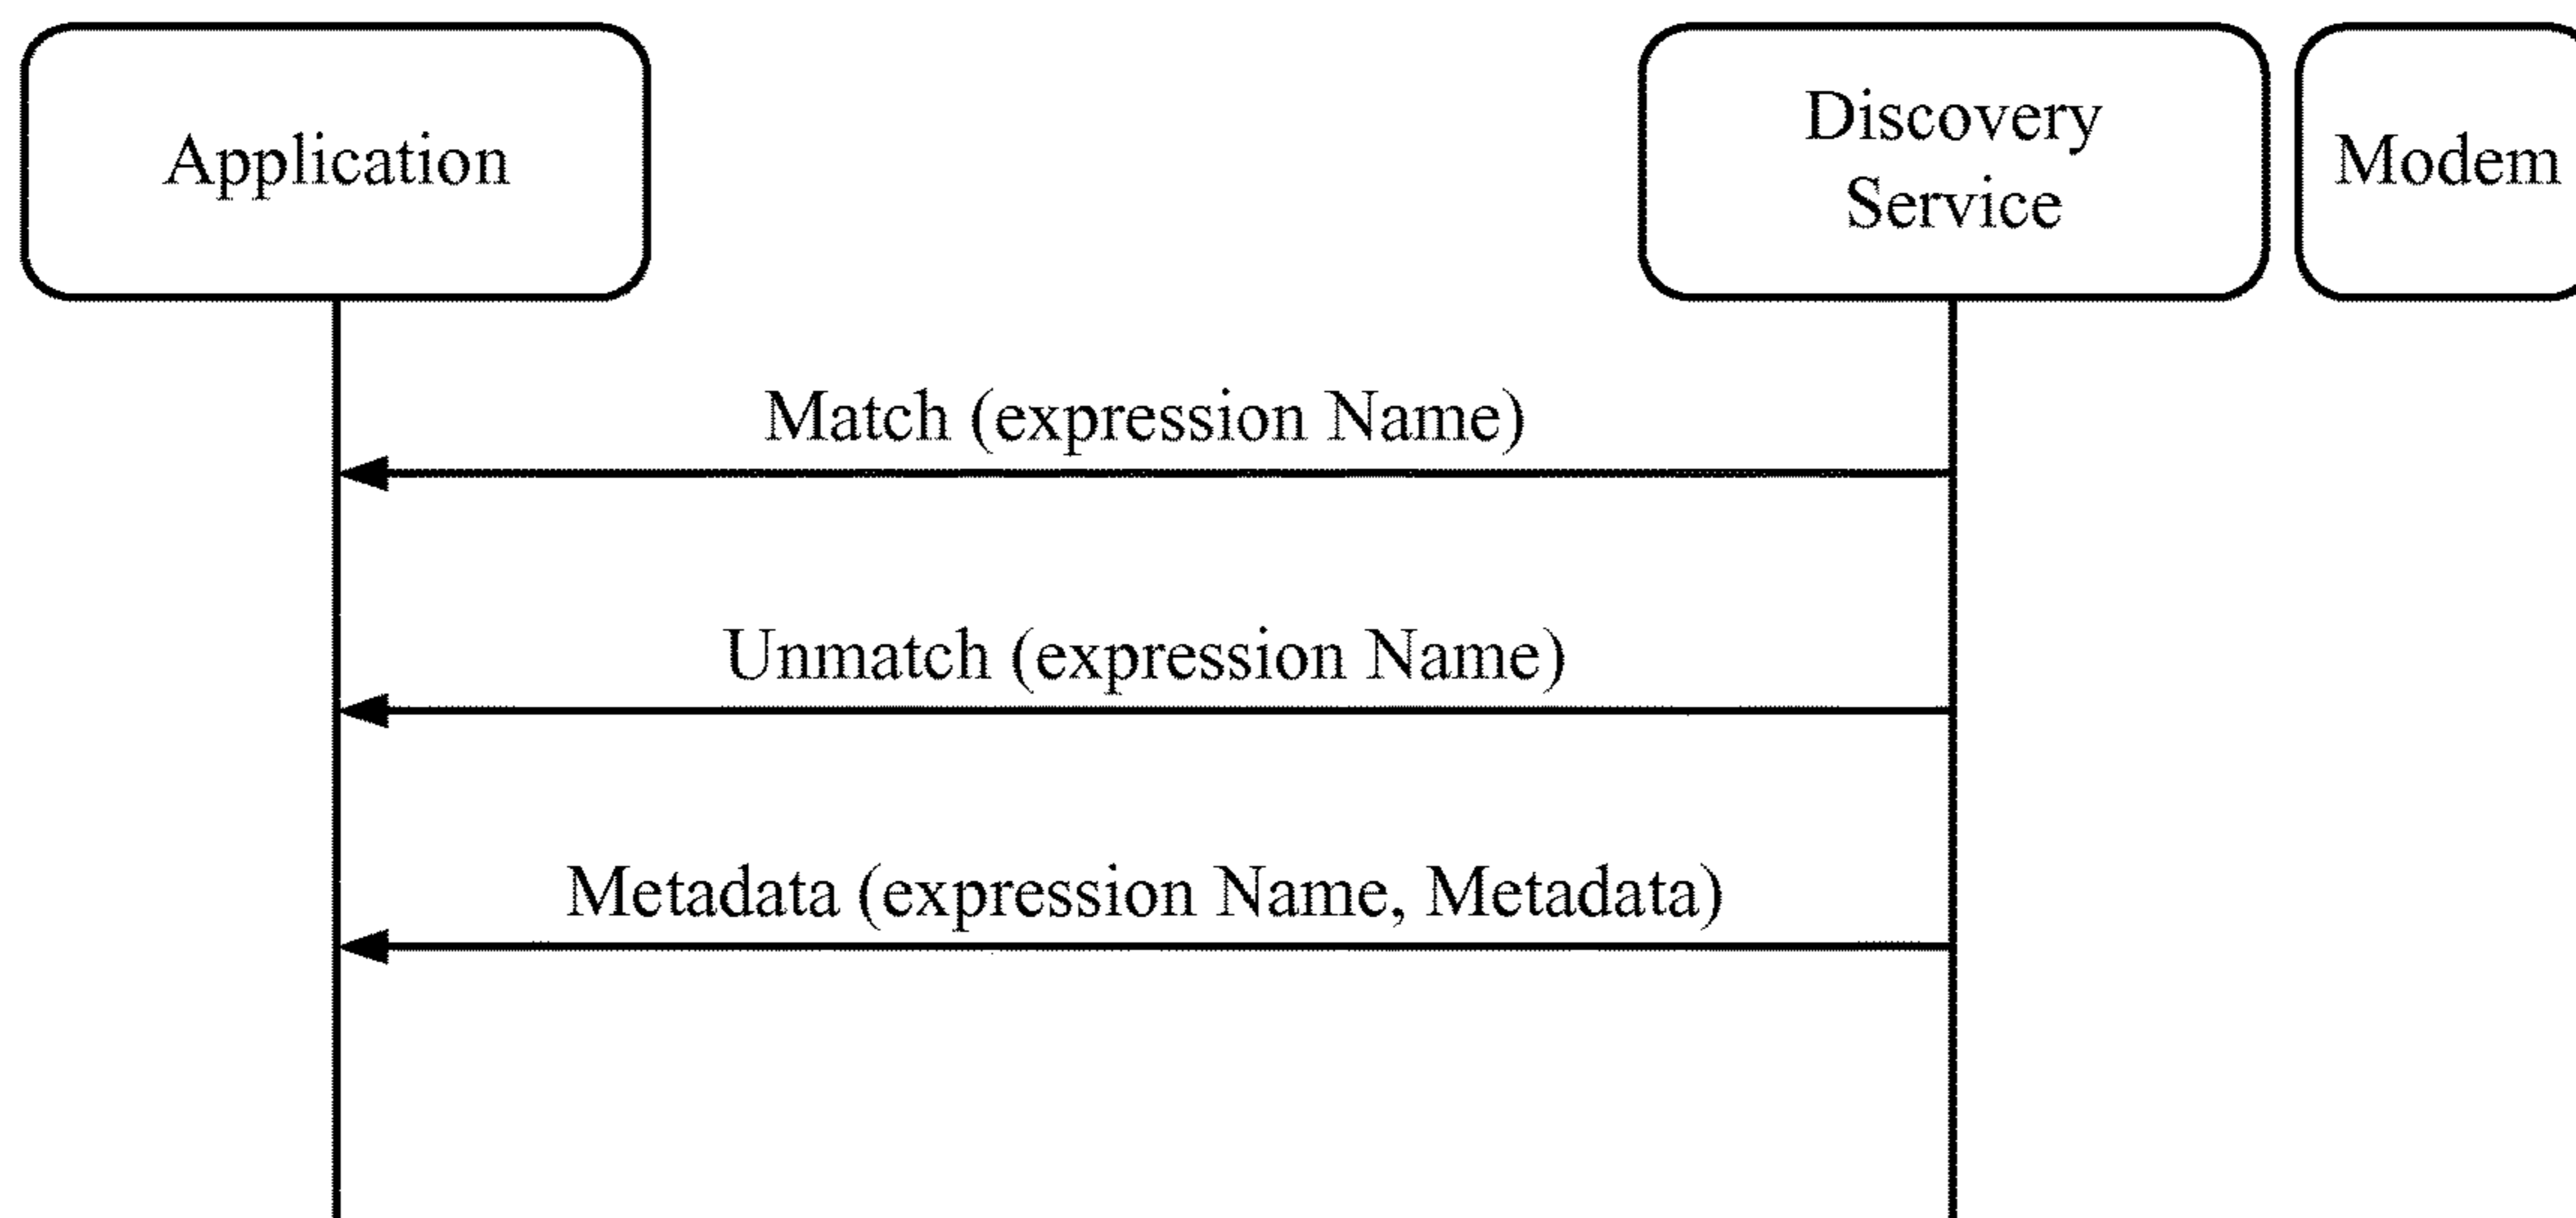 Application
Discovery
Service
Modem
Match (expression Name)
Unmatch (expression Name)
Metadata (expression Name, Metadata)